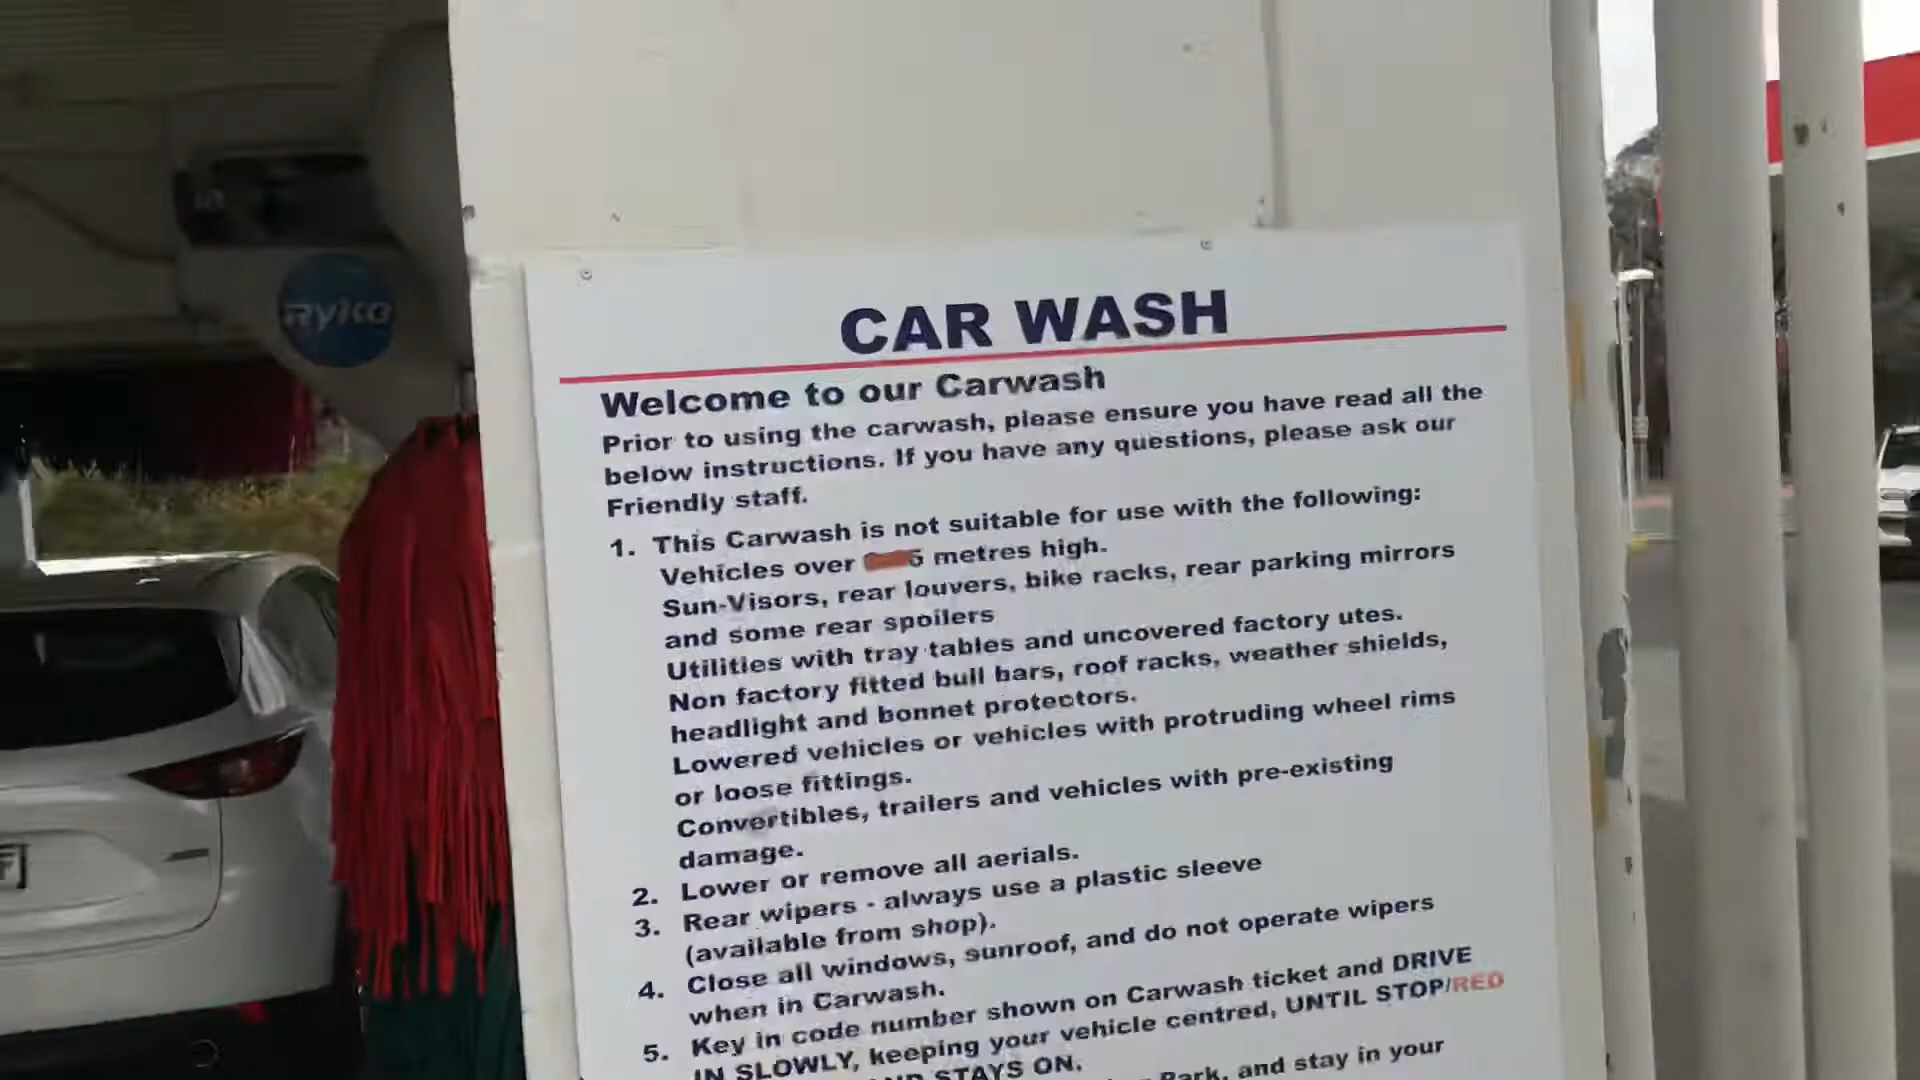 Ryko
CAR WASH
Welcome to our Carwash
Prior to using the carwash, please ensure you have read all the
below instructions. If you have any questions, please ask our
Friendly staff.
1. This Carwash is not suitable for use with the following:
Vehicles over 5 metres high.
Sun-Visors, rear louvers, bike racks, rear parking mirrors
and some rear spoilers
Utilities with tray tables and uncovered factory utes.
Non factory fitted bull bars, roof racks, weather shields,
headlight and bonnet protectors.
Lowered vehicles or vehicles with protruding wheel rims
or loose fittings.
Convertibles, trailers and vehicles with pre-existing
damage.
2. Lower or remove all aerials.
3. Rear wipers - always use a plastic sleeve
(available from shop).
4. Close all windows, sunroof, and do not operate wipers
when in Carwash.
5. Key in code number shown on Carwash ticket and DRIVE
IN SLOWLY, keeping your vehicle centred, UNTIL STOP/RED
STAYS ON.
Park, and stay in your